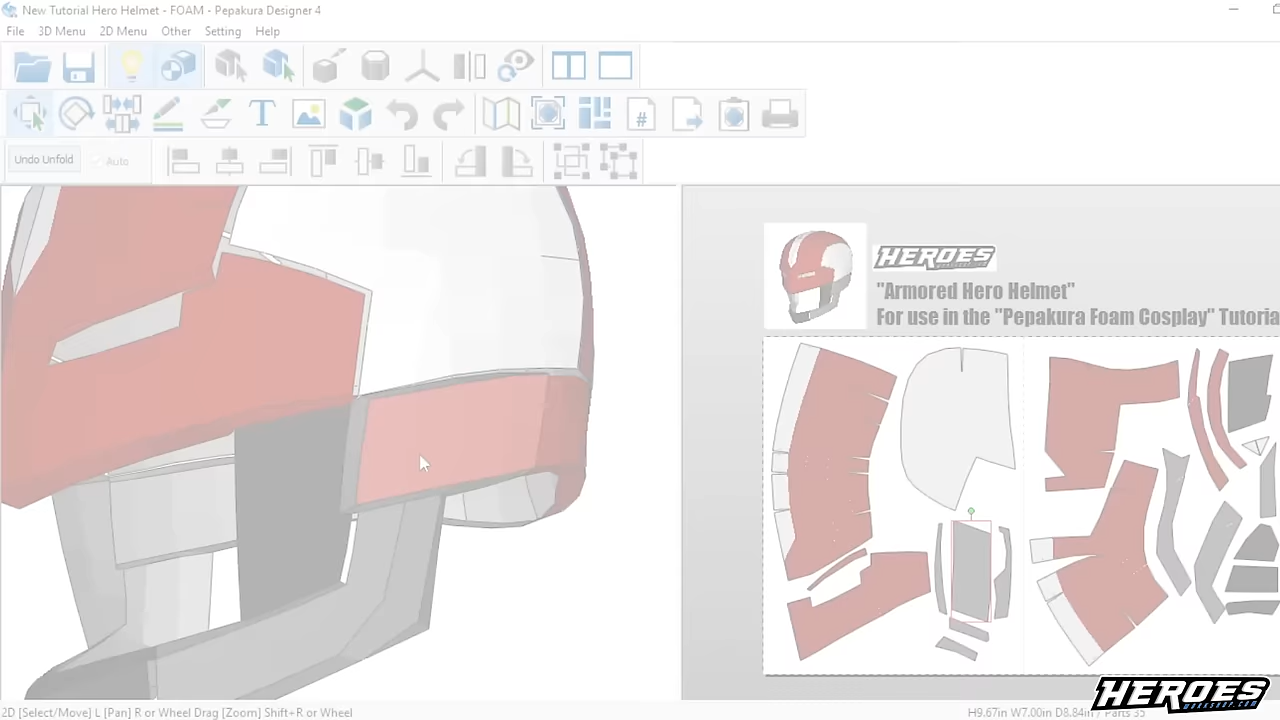 New Tutorial Hero Helmet - FOAM - Pepakura Designer 4
File 3D Menu 2D Menu Other Setting Help
T
#
Undo Unfold Auto
HEROES
"Armored Hero Helmet"
For use in the "Pepakura Foam Cosplay" Tutoria
2D [Select/Move] L [Pan] R or Wheel Drag [Zoom] Shift+R or Wheel
H9.67in W7.00in D8.84in / Parts 35
HEROES
WORKSHOP.COM